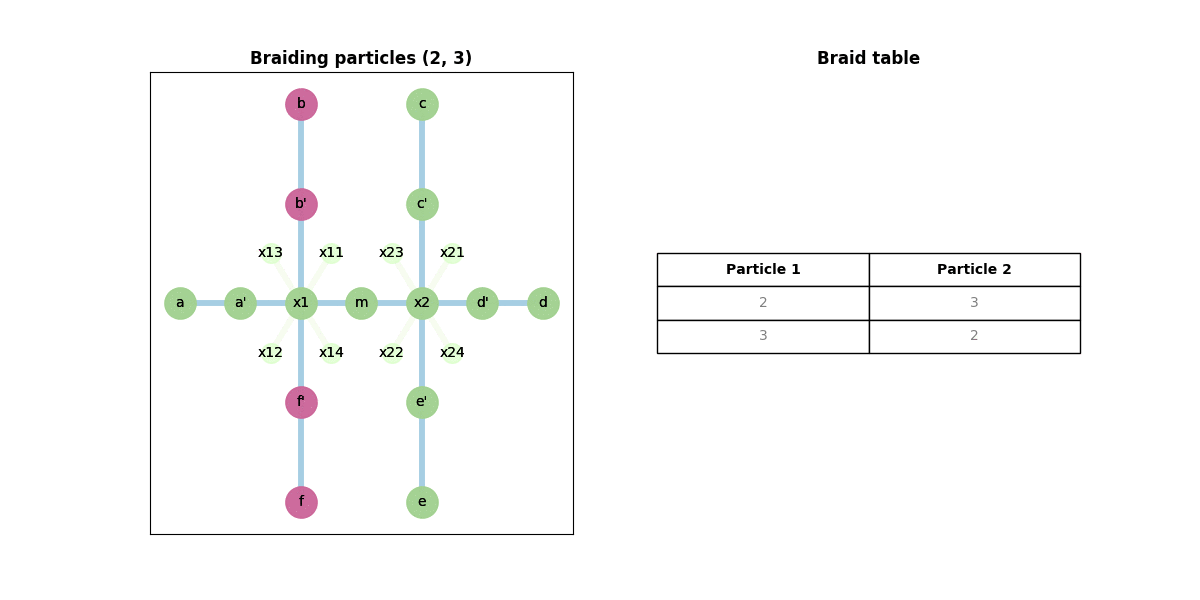 Braiding particles (2, 3)
b
c
b'
c'
x13
x11
x23
x21
a
a'
x1
m
x2
d'
d
x12
x14
x22
x24
f'
e'
f
e
Braid table
Particle 1
Particle 2
2
3
3
2